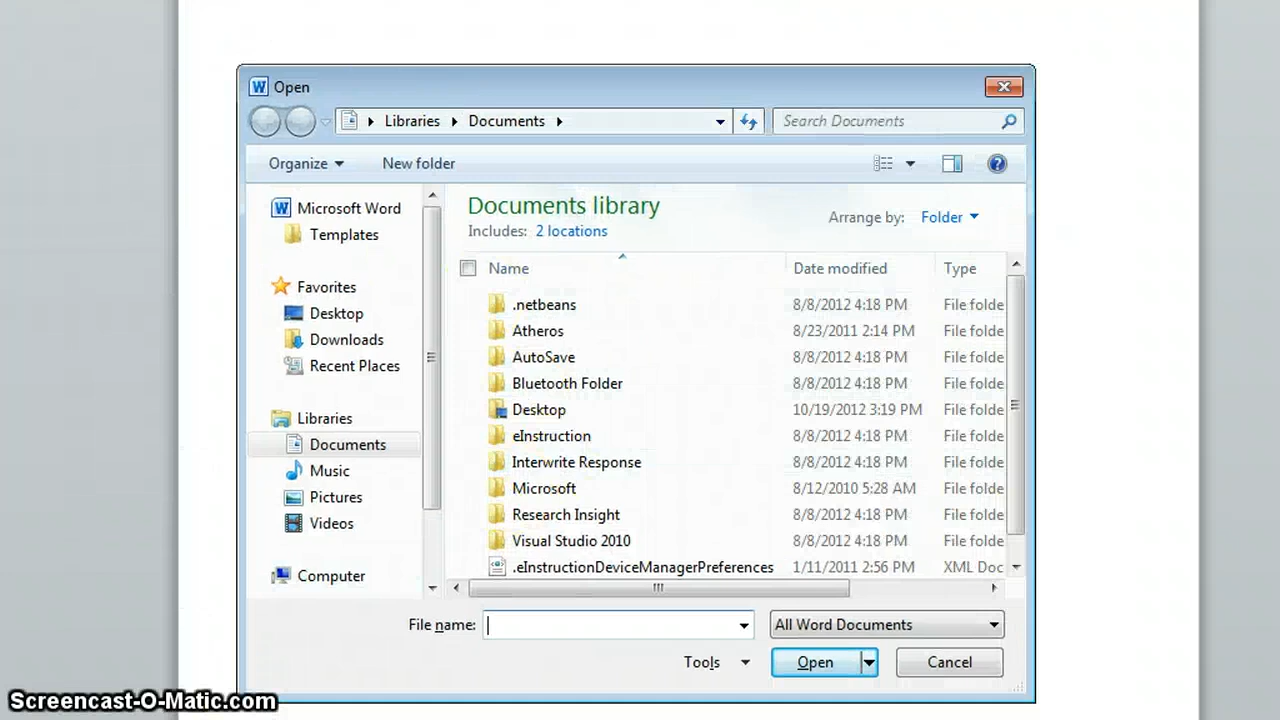 W Open
Libraries Documents Search Documents
Organize New folder
W Microsoft Word
Templates
Favorites
Desktop
Downloads
Recent Places
Libraries
Documents
Music
Pictures
Videos
Computer
Documents library
Includes: 2 locations
Arrange by: Folder
Name Date modified Type
.netbeans 8/8/2012 4:18 PM File folde
Atheros 8/23/2011 2:14 PM File folde
AutoSave 8/8/2012 4:18 PM File folde
Bluetooth Folder 8/8/2012 4:18 PM File folde
Desktop 10/19/2012 3:19 PM File folde
eInstruction 8/8/2012 4:18 PM File folde
Interwrite Response 8/8/2012 4:18 PM File folde
Microsoft 8/12/2010 5:28 AM File folde
Research Insight 8/8/2012 4:18 PM File folde
Visual Studio 2010 8/8/2012 4:18 PM File folde
.eInstructionDeviceManagerPreferences 1/11/2011 2:56 PM XML Doc
File name: All Word Documents
Tools Open Cancel
Screencast-O-Matic.com